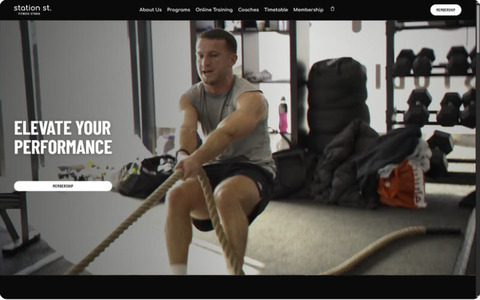 station st.
FITNESS STUDIO
About Us
Programs
Online Training
Coaches
Timetable
Membership
MEMBERSHIP
ELEVATE YOUR
PERFORMANCE
MEMBERSHIP